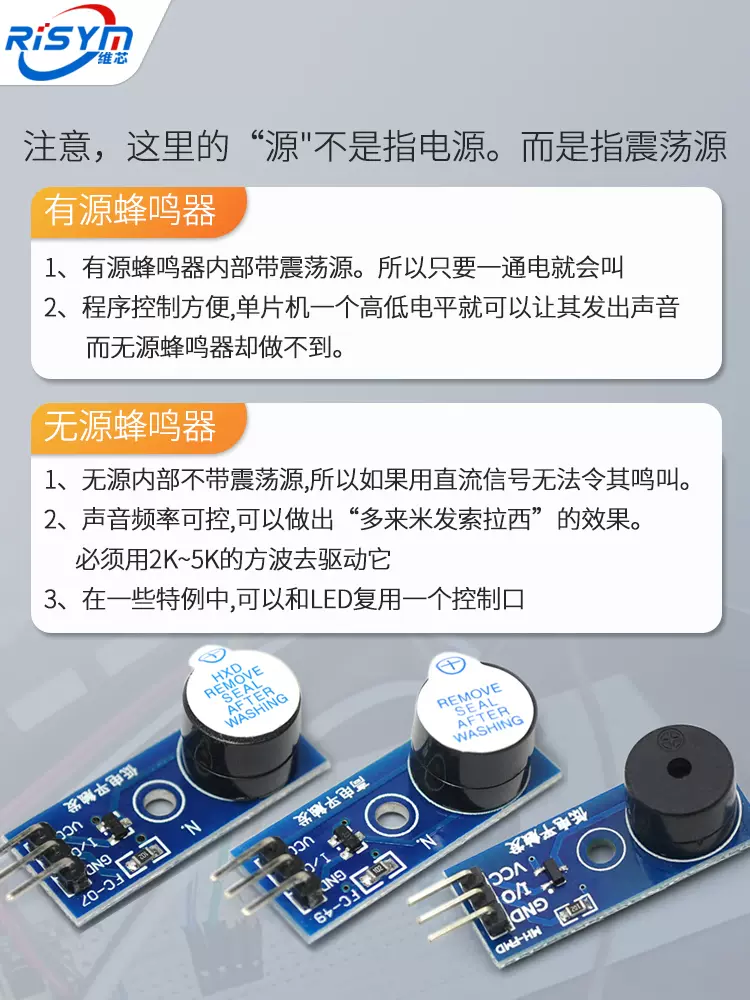 RiSYM
维芯
注意，这里的“源"不是指电源。而是指震荡源
有源蜂鸣器
1、有源蜂鸣器内部带震荡源。所以只要一通电就会叫
2、程序控制方便,单片机一个高低电平就可以让其发出声音
而无源蜂鸣器却做不到。
无源蜂鸣器
1、无源内部不带震荡源,所以如果用直流信号无法令其鸣叫。
2、声音频率可控,可以做出“多来米发索拉西”的效果。
必须用2K~5K的方波去驱动它
3、在一些特例中,可以和LED复用一个控制口
HXD
REMOVE
SEAL
AFTER
WASHING
低电平触发
VCC
I/O
GND
FC-07
N.
REMOVE
SEAL
AFTER
WASHING
高电平触发
VCC
I/O
GND
FC-49
N.
低电平触发
VCC
I/O
GND
MH-FMD